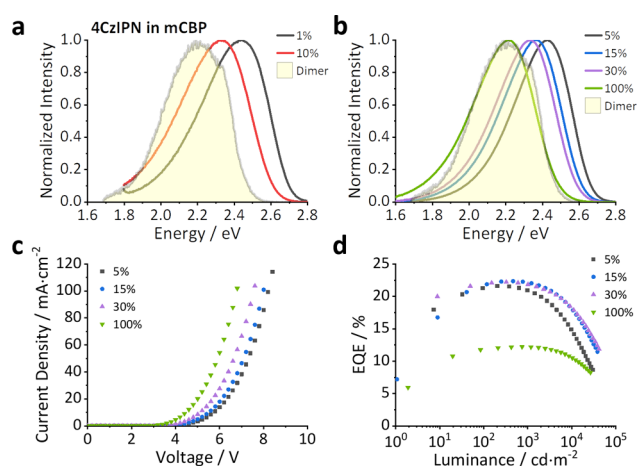 a
4CzIPN in mCBP
1%
10%
Dimer
Normalized Intensity
1.0
0.8
0.6
0.4
0.2
0.0
1.6 1.8 2.0 2.2 2.4 2.6 2.8
Energy / eV
b
5%
15%
30%
100%
Dimer
Normalized Intensity
1.0
0.8
0.6
0.4
0.2
0.0
1.6 1.8 2.0 2.2 2.4 2.6 2.8
Energy / eV
c
5%
15%
30%
100%
Current Density / mA·cm⁻²
120
100
80
60
40
20
0
0 2 4 6 8 10
Voltage / V
d
5%
15%
30%
100%
EQE / %
25
20
15
10
5
0
10⁰ 10¹ 10² 10³ 10⁴ 10⁵
Luminance / cd·m⁻²